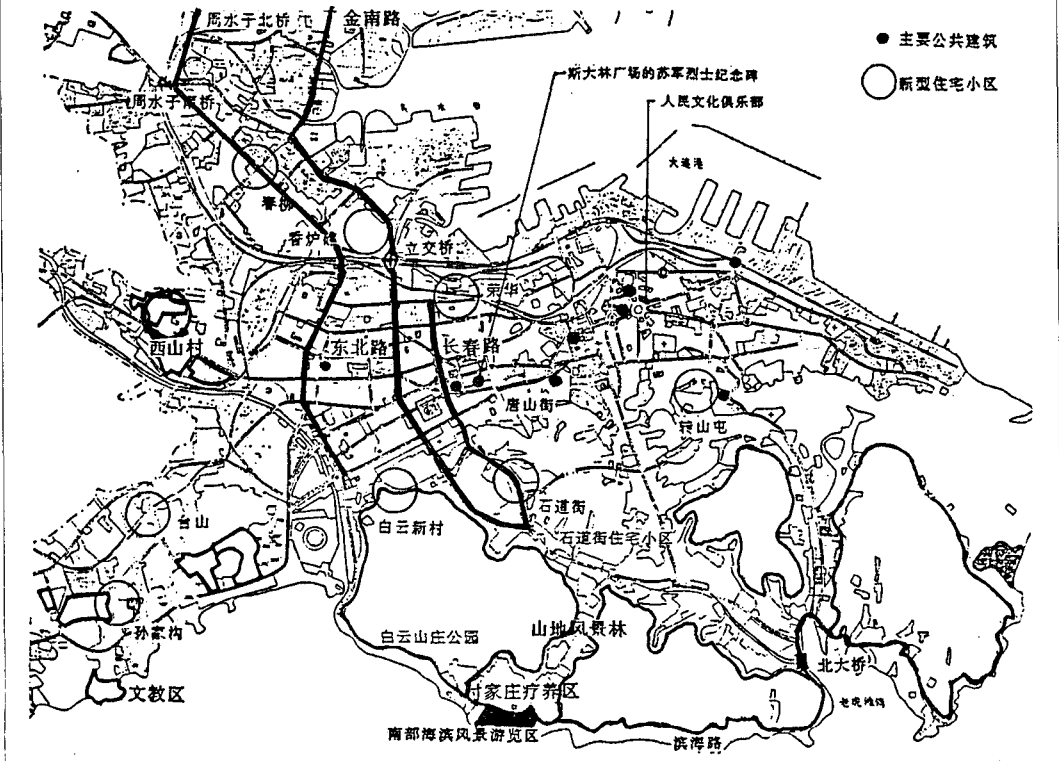 周水子北桥
金南路
主要公共建筑
新型住宅小区
斯大林广场的苏军烈士纪念碑
周水子南桥
人民文化俱乐部
大连港
春柳
香炉礁
立交桥
荣华
西山村
东北路
长春路
唐山街
转山屯
石道街
台山
白云新村
石道街住宅小区
孙家沟
白云山庄公园
山地风景林
北大桥
文教区
付家庄疗养区
南部海滨风景游览区
滨海路